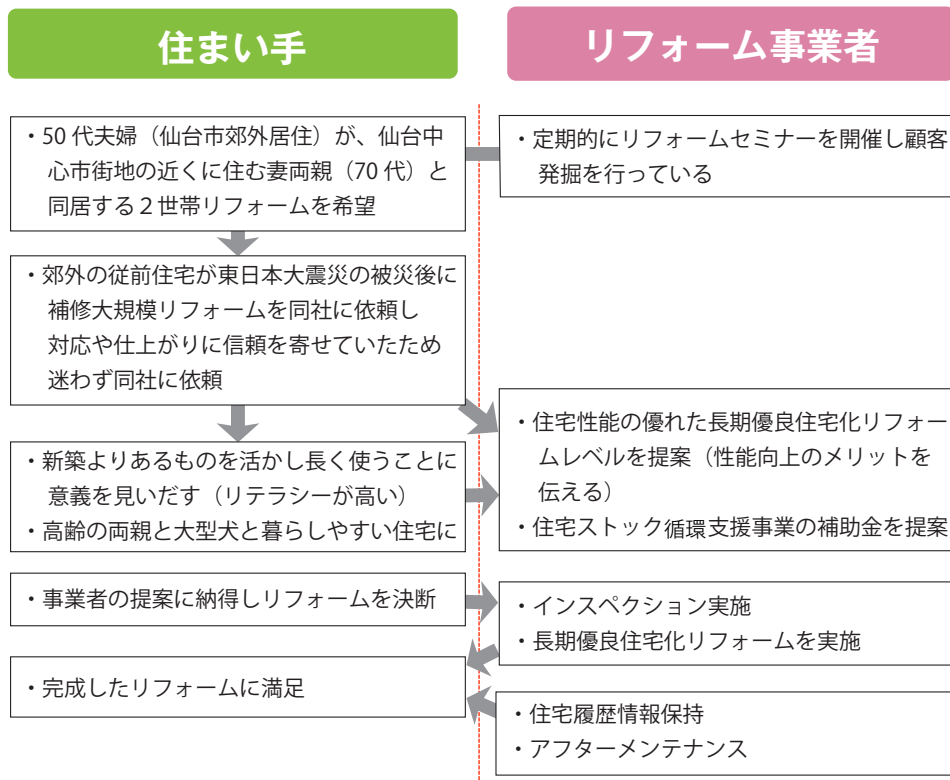 住まい手
リフォーム事業者
・50 代夫婦（仙台市郊外居住）が、仙台中
心市街地の近くに住む妻両親（70 代）と
同居する２世帯リフォームを希望
・定期的にリフォームセミナーを開催し顧客
発掘を行っている
・郊外の従前住宅が東日本大震災の被災後に
補修大規模リフォームを同社に依頼し
対応や仕上がりに信頼を寄せていたため
迷わず同社に依頼
・新築よりあるものを活かし長く使うことに
意義を見いだす（リテラシーが高い）
・高齢の両親と大型犬と暮らしやすい住宅に
・住宅性能の優れた長期優良住宅化リフォー
ムレベルを提案（性能向上のメリットを
伝える）
・住宅ストック循環支援事業の補助金を提案
・事業者の提案に納得しリフォームを決断
・インスペクション実施
・長期優良住宅化リフォームを実施
・完成したリフォームに満足
・住宅履歴情報保持
・アフターメンテナンス